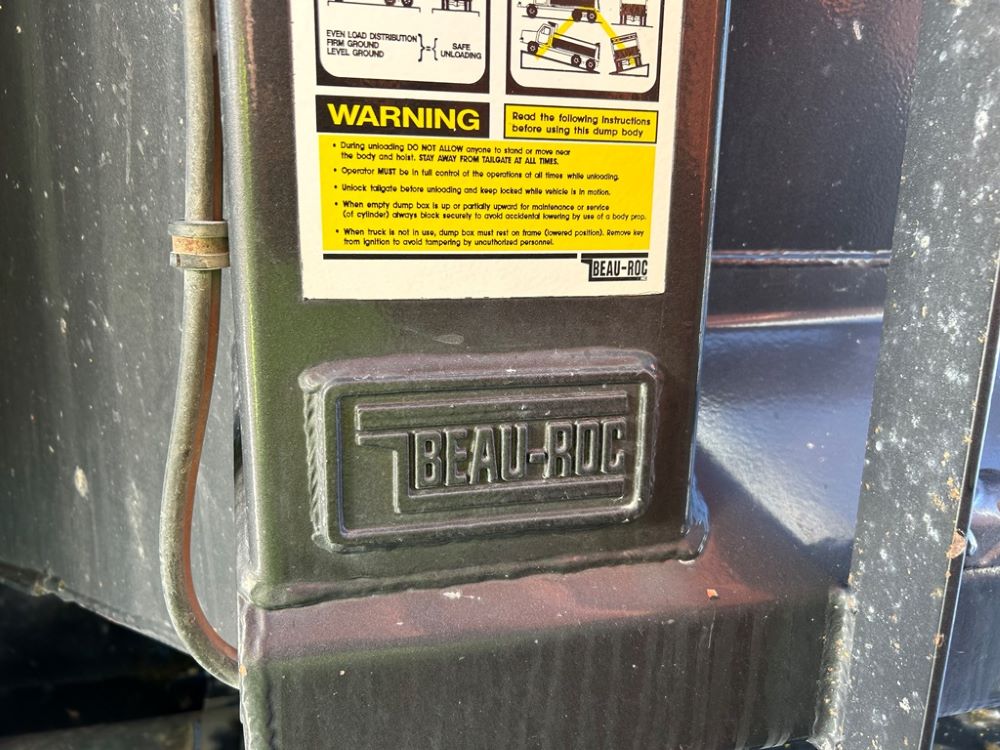 EVEN LOAD DISTRIBUTION
FIRM GROUND
LEVEL GROUND
SAFE
UNLOADING
WARNING
Read the following instructions
before using this dump body
• During unloading DO NOT ALLOW anyone to stand or move near
the body and hoist. STAY AWAY FROM TAILGATE AT ALL TIMES.
• Operator MUST be in full control of the operations at all times while unloading.
• Unlock tailgate before unloading and keep locked while vehicle is in motion.
• When empty dump box is up or partially upward for maintenance or service
(of cylinder) always block securely to avoid accidental lowering by use of a body prop.
• When truck is not in use, dump box must rest on frame (lowered position). Remove key
from ignition to avoid tampering by unauthorized personnel.
BEAU-ROC
BEAU-ROC